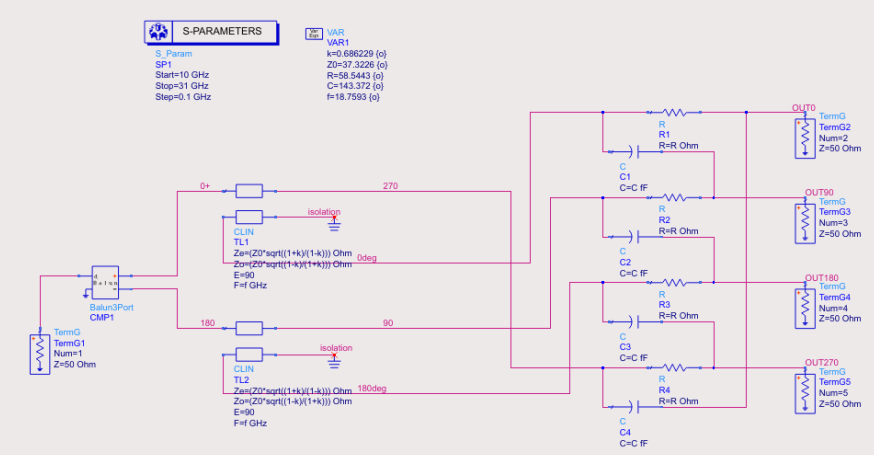 S-PARAMETERS
S_Param
SP1
Start=10 GHz
Stop=31 GHz
Step=0.1 GHz
Var
Eqn
VAR
VAR1
k=0.686229 {o}
Z0=37.3226 {o}
R=58.5443 {o}
C=143.372 {o}
f=18.7593 {o}
0+
270
isolation
CLIN
TL1
Ze=(Z0*sqrt((1+k)/(1-k))) Ohm
Zo=(Z0*sqrt((1-k)/(1+k))) Ohm
E=90
F=f GHz
0deg
Balun3Port
CMP1
TermG
TermG1
Num=1
Z=50 Ohm
180
90
isolation
CLIN
TL2
Ze=(Z0*sqrt((1+k)/(1-k))) Ohm
Zo=(Z0*sqrt((1-k)/(1+k))) Ohm
E=90
F=f GHz
180deg
R
R1
R=R Ohm
C
C1
C=C fF
R
R2
R=R Ohm
C
C2
C=C fF
R
R3
R=R Ohm
C
C3
C=C fF
R
R4
R=R Ohm
C
C4
C=C fF
OUT0
TermG
TermG2
Num=2
Z=50 Ohm
OUT90
TermG
TermG3
Num=3
Z=50 Ohm
OUT180
TermG
TermG4
Num=4
Z=50 Ohm
OUT270
TermG
TermG5
Num=5
Z=50 Ohm